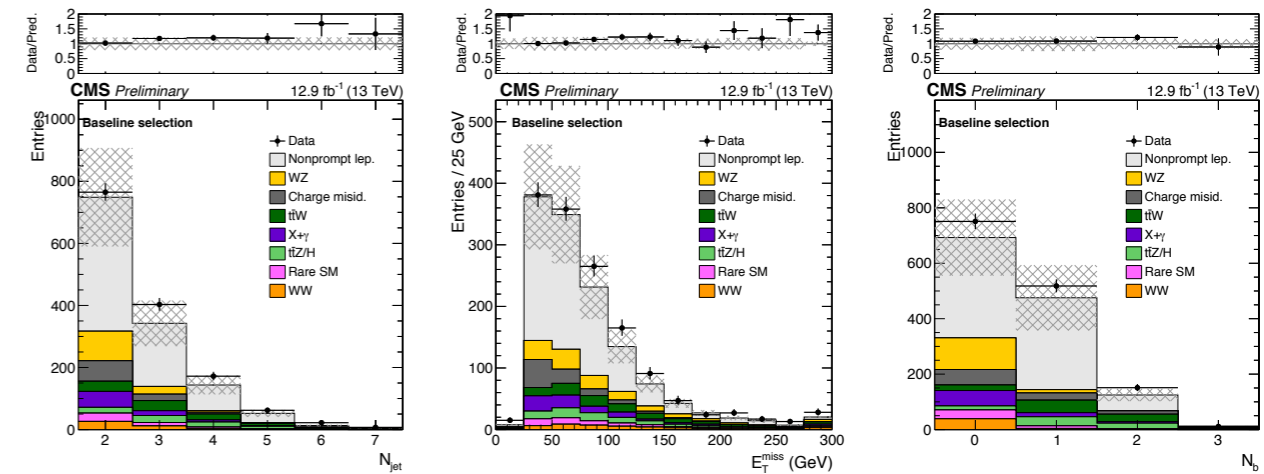 Data/Pred.
2
1.5
1
0.5
0
CMS Preliminary 12.9 fb⁻¹ (13 TeV)
Entries
Baseline selection
Data
Nonprompt lep.
WZ
Charge misid.
tt̄W
X+γ
tt̄Z/H
Rare SM
WW
1000
800
600
400
200
0
2 3 4 5 6 7
N_jet
Data/Pred.
2
1.5
1
0.5
0
CMS Preliminary 12.9 fb⁻¹ (13 TeV)
Entries / 25 GeV
Baseline selection
Data
Nonprompt lep.
WZ
Charge misid.
tt̄W
X+γ
tt̄Z/H
Rare SM
WW
500
400
300
200
100
0
0 50 100 150 200 250 300
E_T^miss (GeV)
Data/Pred.
2
1.5
1
0.5
0
CMS Preliminary 12.9 fb⁻¹ (13 TeV)
Entries
Baseline selection
Data
Nonprompt lep.
WZ
Charge misid.
tt̄W
X+γ
tt̄Z/H
Rare SM
WW
1000
800
600
400
200
0
0 1 2 3
N_b